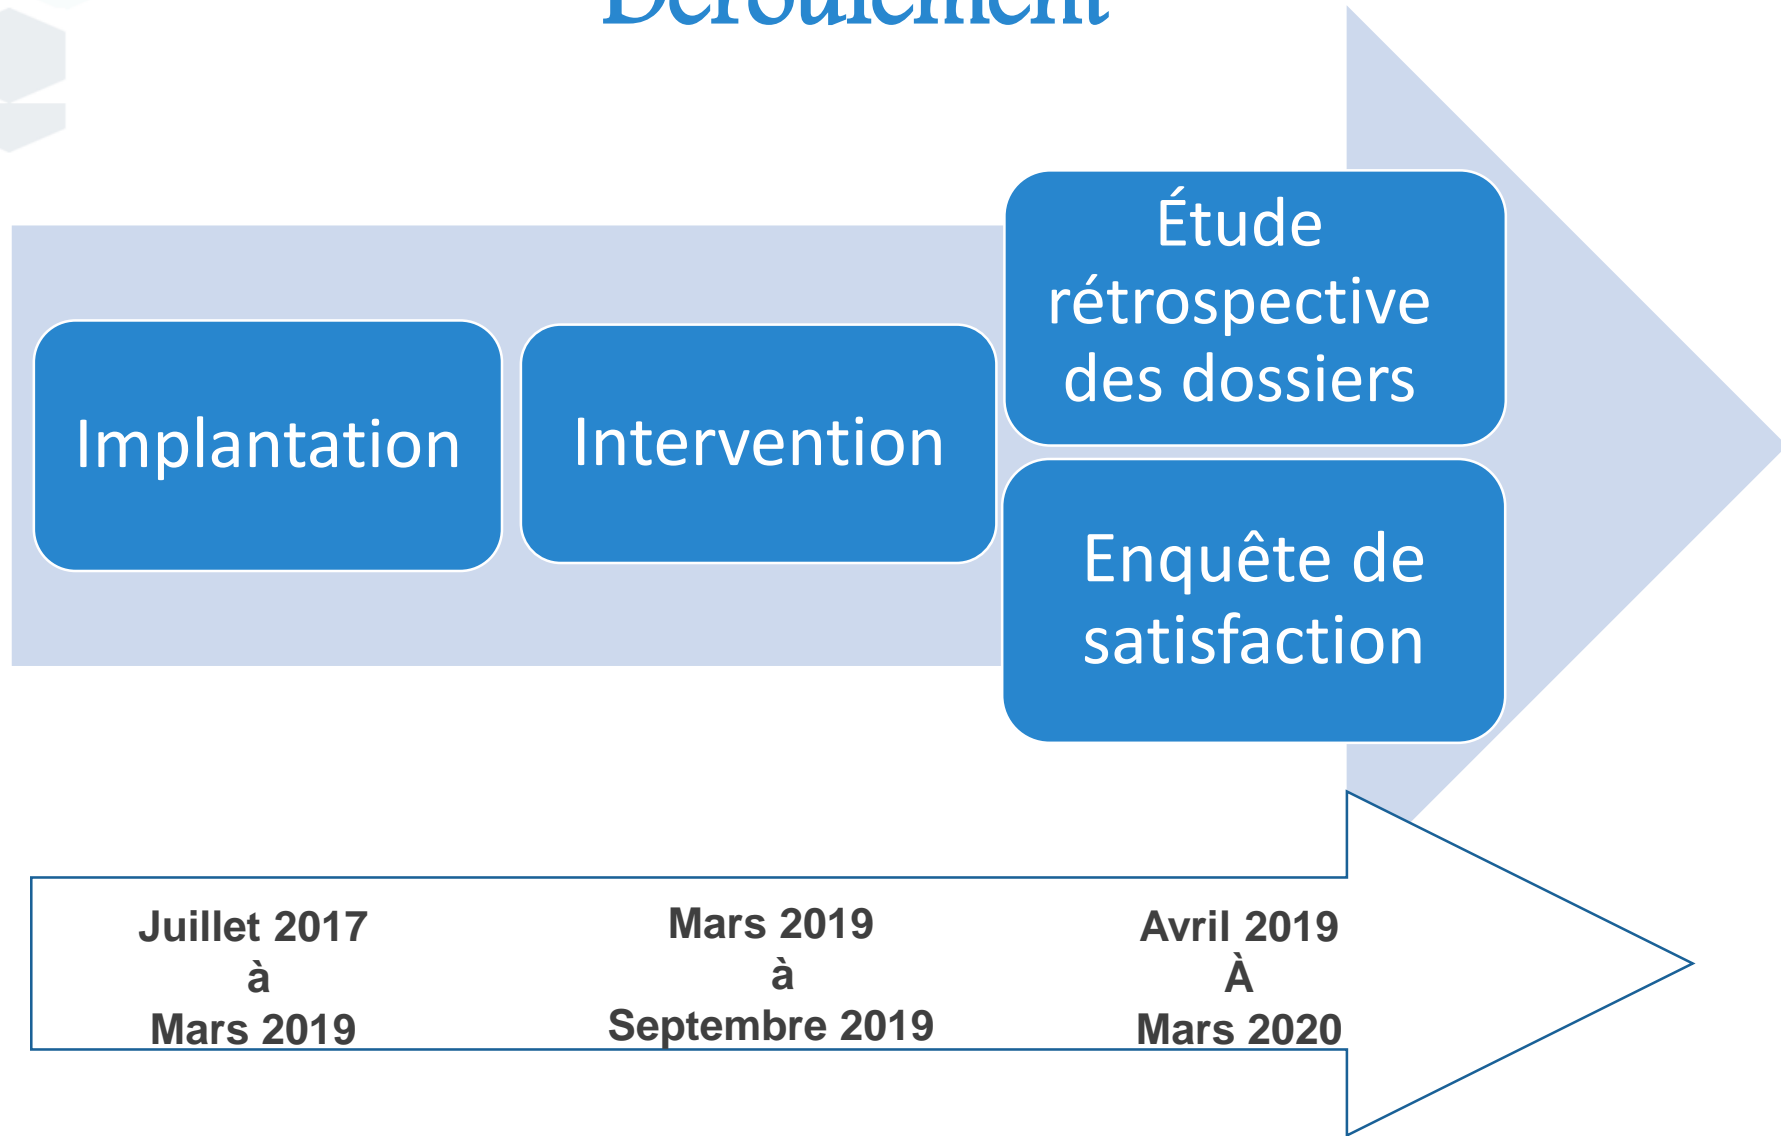 Déroulement
Étude
rétrospective
des dossiers
Implantation
Intervention
Enquête de
satisfaction
Juillet 2017
à
Mars 2019
Mars 2019
à
Septembre 2019
Avril 2019
À
Mars 2020